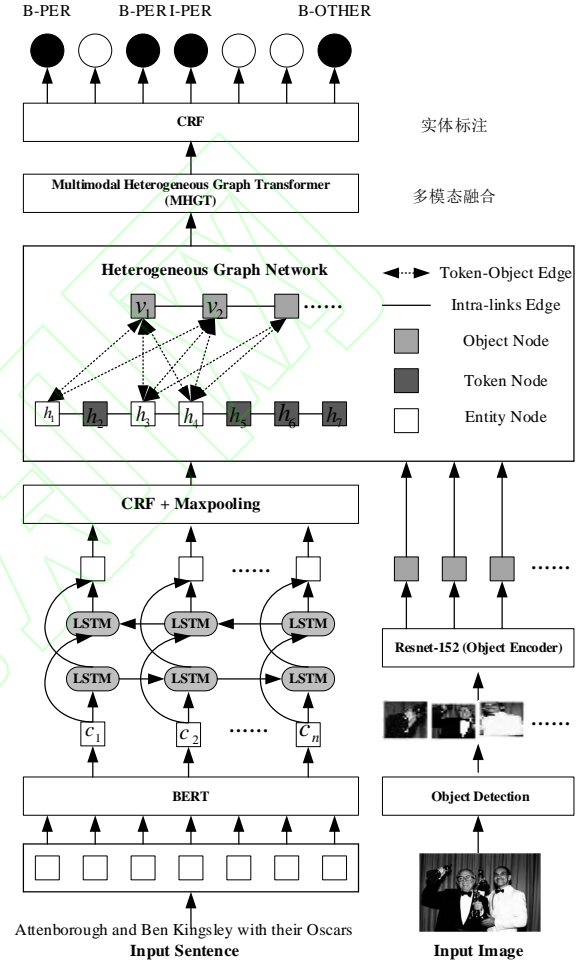 B-PER B-PER I-PER B-OTHER
CRF
实体标注
Multimodal Heterogeneous Graph Transformer
(MHGT)
多模态融合
Heterogeneous Graph Network
Token-Object Edge
Intra-links Edge
Object Node
Token Node
Entity Node
v1 v2 ......
h1 h2 h3 h4 h5 h6 h7
CRF + Maxpooling
......
LSTM LSTM LSTM
LSTM LSTM LSTM
c1 c2 ...... cn
BERT
Attenborough and Ben Kingsley with their Oscars
Input Sentence
......
Resnet-152 (Object Encoder)
......
Object Detection
Input Image